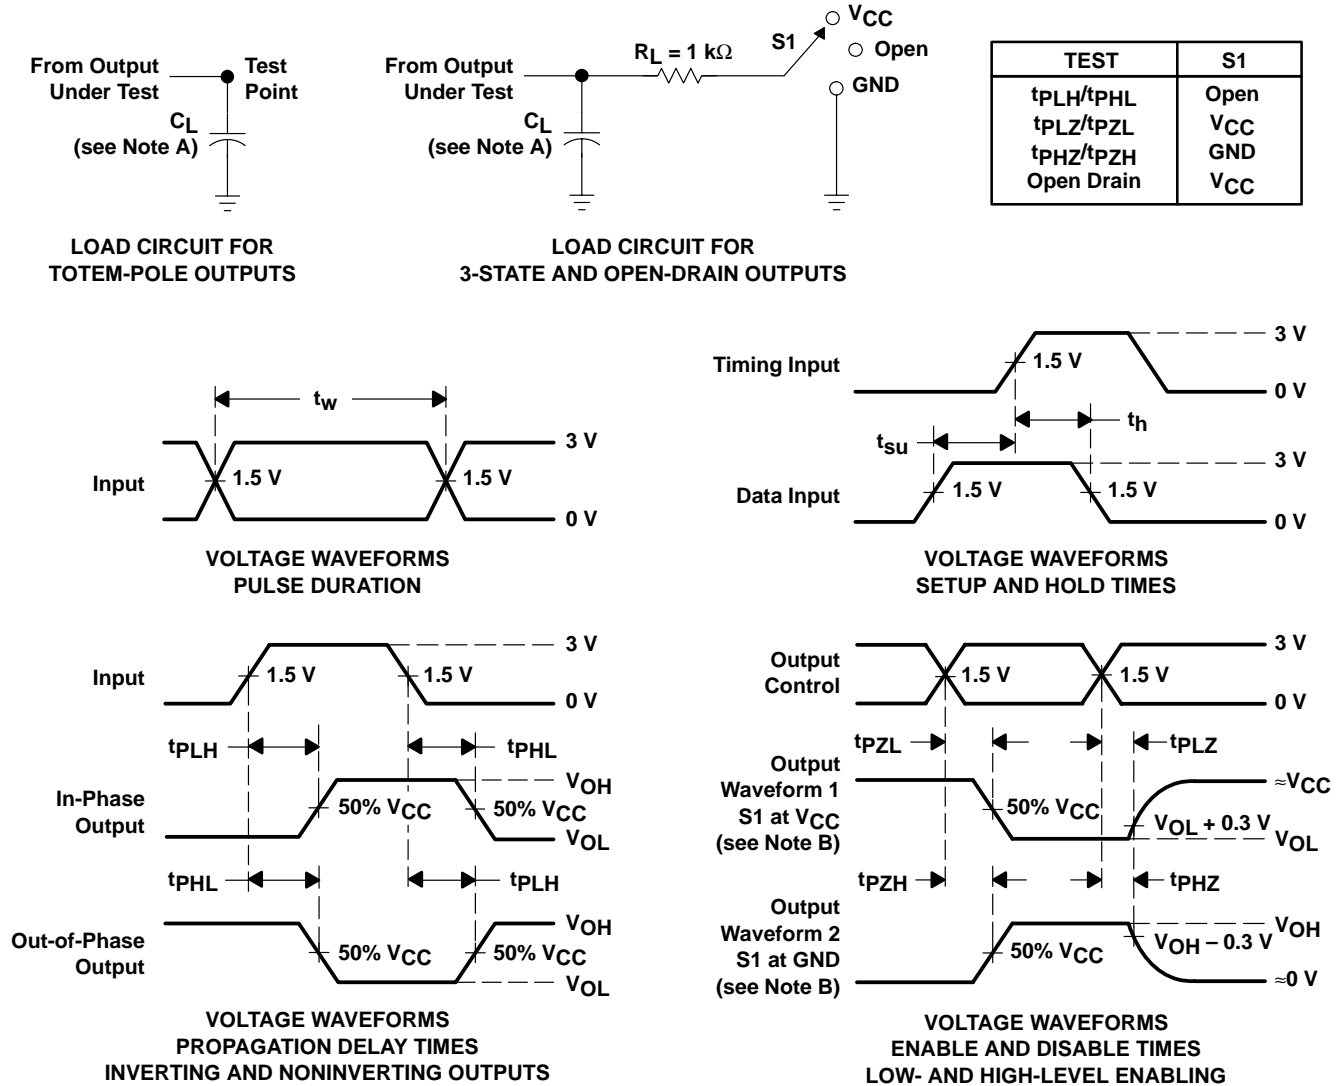 From Output
Under Test
Test
Point
CL
(see Note A)
LOAD CIRCUIT FOR
TOTEM-POLE OUTPUTS
From Output
Under Test
RL = 1 kΩ
S1
VCC
Open
GND
CL
(see Note A)
LOAD CIRCUIT FOR
3-STATE AND OPEN-DRAIN OUTPUTS
TEST S1
tPLH/tPHL Open
tPLZ/tPZL VCC
tPHZ/tPZH GND
Open Drain VCC
tw
Input
1.5 V
1.5 V
3 V
0 V
VOLTAGE WAVEFORMS
PULSE DURATION
Timing Input
1.5 V
3 V
0 V
tsu
th
Data Input
1.5 V
1.5 V
3 V
0 V
VOLTAGE WAVEFORMS
SETUP AND HOLD TIMES
Input
1.5 V
1.5 V
3 V
0 V
tPLH
tPHL
In-Phase
Output
50% VCC
50% VCC
VOH
VOL
tPHL
tPLH
Out-of-Phase
Output
50% VCC
50% VCC
VOH
VOL
VOLTAGE WAVEFORMS
PROPAGATION DELAY TIMES
INVERTING AND NONINVERTING OUTPUTS
Output
Control
1.5 V
1.5 V
3 V
0 V
tPZL
tPLZ
Output
Waveform 1
S1 at VCC
(see Note B)
50% VCC
VOL + 0.3 V
≈VCC
VOL
tPZH
tPHZ
Output
Waveform 2
S1 at GND
(see Note B)
50% VCC
VOH − 0.3 V
VOH
≈0 V
VOLTAGE WAVEFORMS
ENABLE AND DISABLE TIMES
LOW- AND HIGH-LEVEL ENABLING